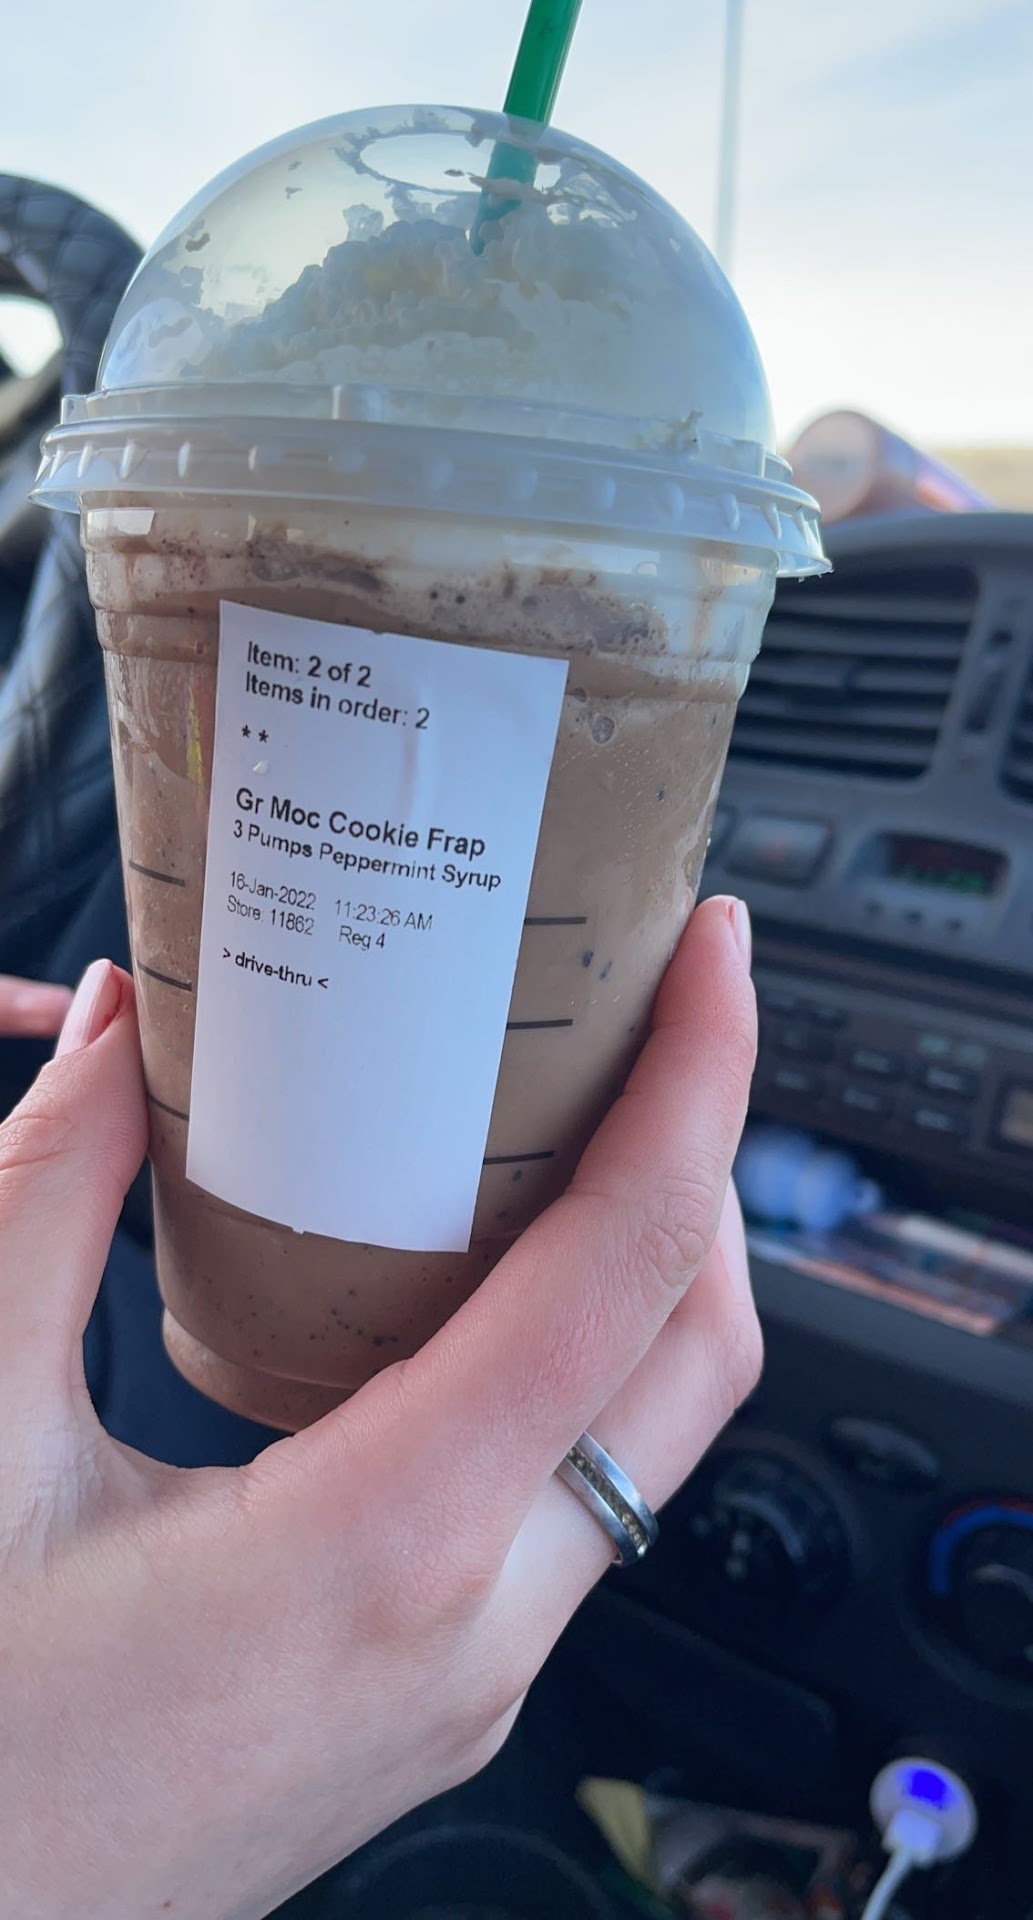 Item: 2 of 2
Items in order: 2
**
Gr Moc Cookie Frap
3 Pumps Peppermint Syrup
16-Jan-2022 11:23:26 AM
Store: 11862 Reg 4
> drive-thru <